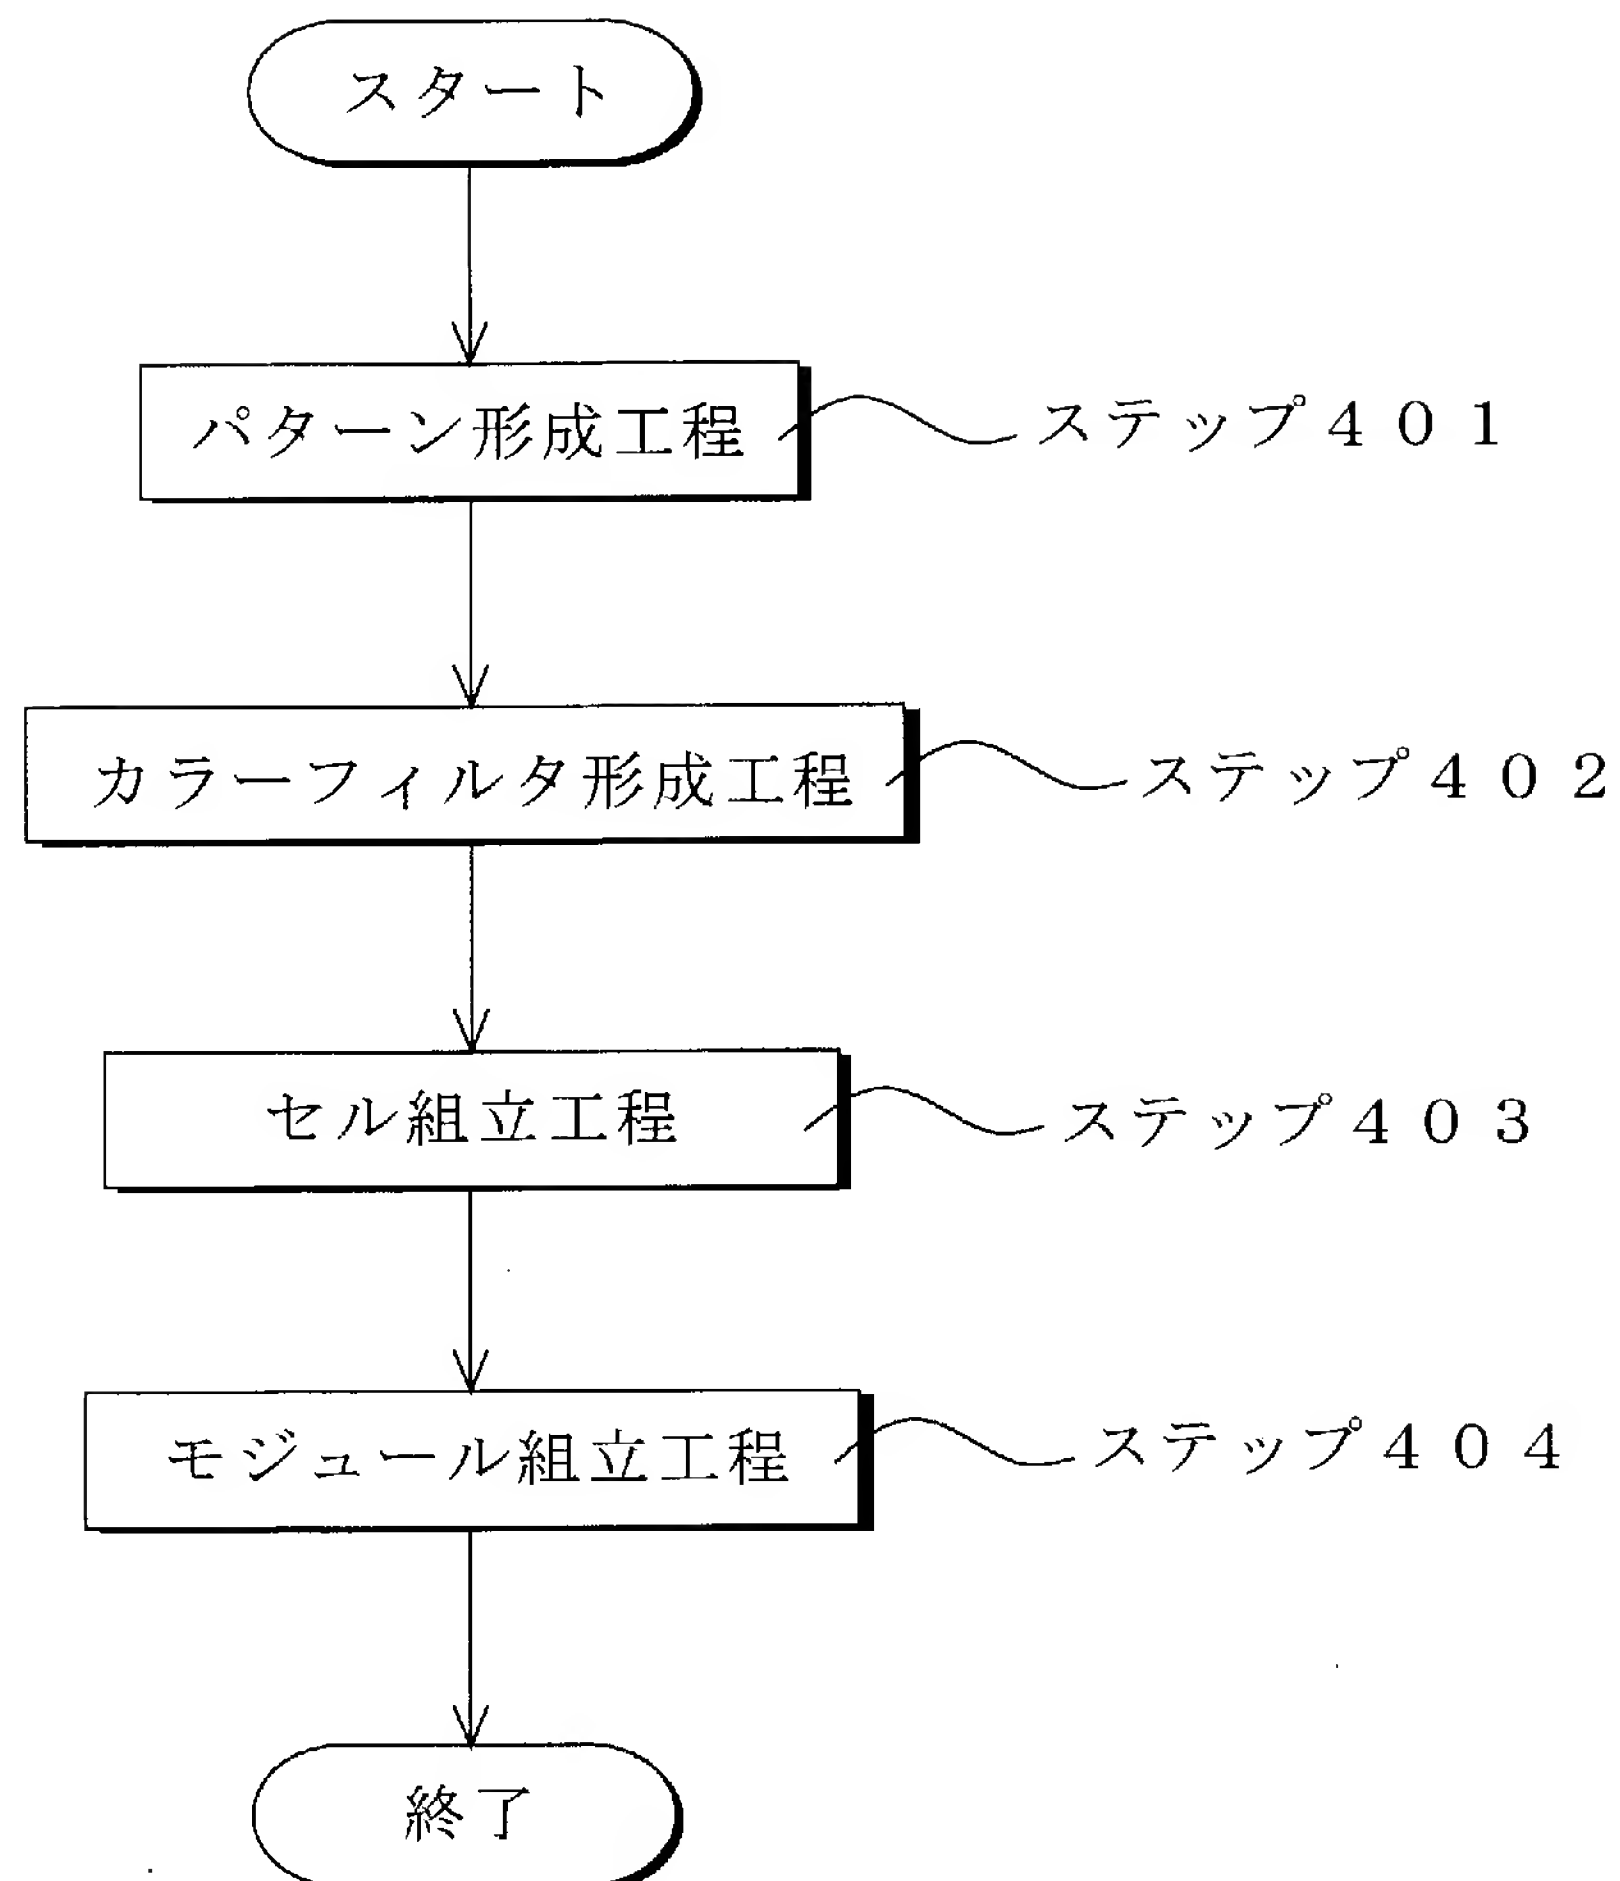 スタート
パターン形成工程 ステップ401
カラーフィルタ形成工程 ステップ402
セル組立工程 ステップ403
モジュール組立工程 ステップ404
終了